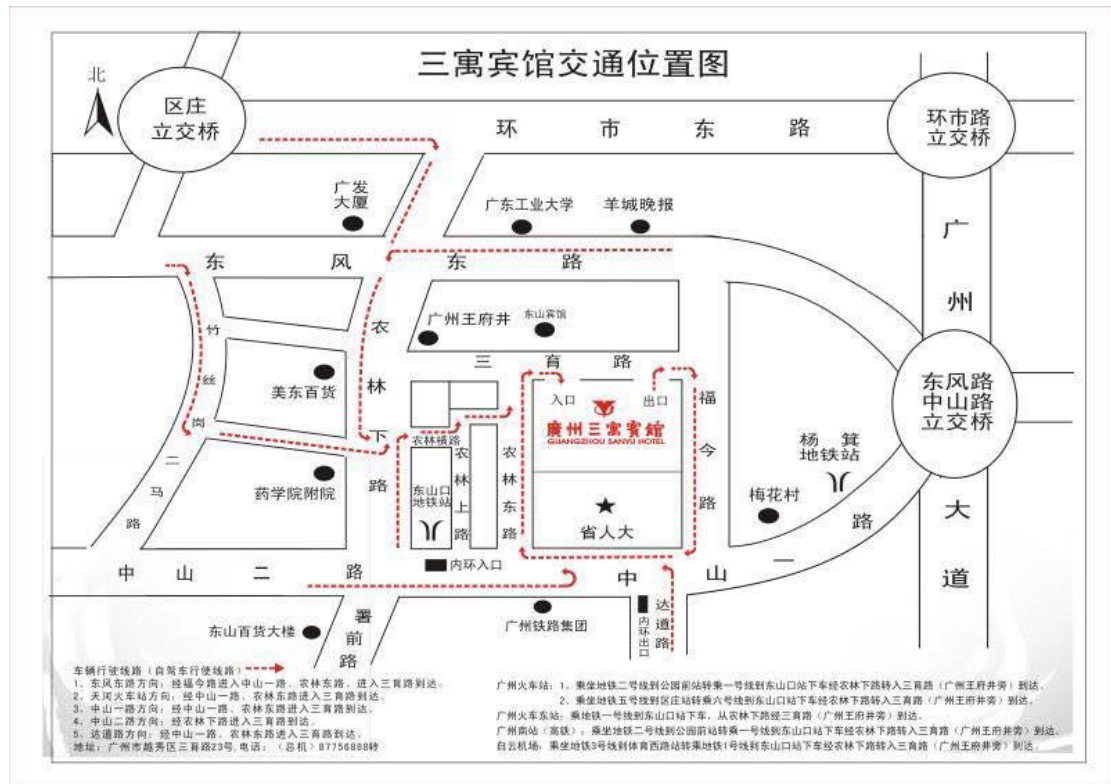 三寓宾馆交通位置图
北
区庄
立交桥
环市东路
环市路
立交桥
广发
大厦
广东工业大学
羊城晚报
广州大道
东风东路
竹丝岗二马路
农林下路
广州王府井
东山宾馆
三育路
美东百货
入口
出口
廣州三寓賓館
GUANGZHOU SANYU HOTEL
福今路
东风路
中山路
立交桥
农林横路
杨箕
地铁站
药学院附院
东山口
地铁站
农林上路
农林东路
省人大
梅花村
内环入口
中山二路
中山一路
署前路
东山百货大楼
广州铁路集团
内环出口
达道路
车辆行驶线路（自驾车行使线路）
1、东风东路方向：经福今路进入中山一路、农林东路、进入三育路到达。
2、天河火车站方向：经中山一路、农林东路进入三育路到达。
3、中山一路方向：经中山一路、农林东路进入三育路到达。
4、中山二路方向：经农林下路进入三育路到达。
5、达道路方向：经中山一路、农林东路进入三育路到达。
地址：广州市越秀区三育路23号，电话：（总机）87756888转
广州火车站：1、乘坐地铁二号线到公园前站转乘一号线到东山口站下车经农林下路转入三育路（广州王府井旁）到达。
2、乘坐地铁五号线到区庄站转乘六号线到东山口站下车经农林下路转入三育路（广州王府井旁）到达。
广州火车东站：乘地铁一号线到东山口站下车，从农林下路经三育路（广州王府井旁）到达。
广州南站（高铁）：乘坐地铁二号线到公园前站转乘一号线到东山口站下车经农林下路转入三育路（广州王府井旁）到达。
白云机场：乘坐地铁3号线到体育西路站转乘地铁1号线到东山口站下车经农林下路转入三育路（广州王府井旁）到达。